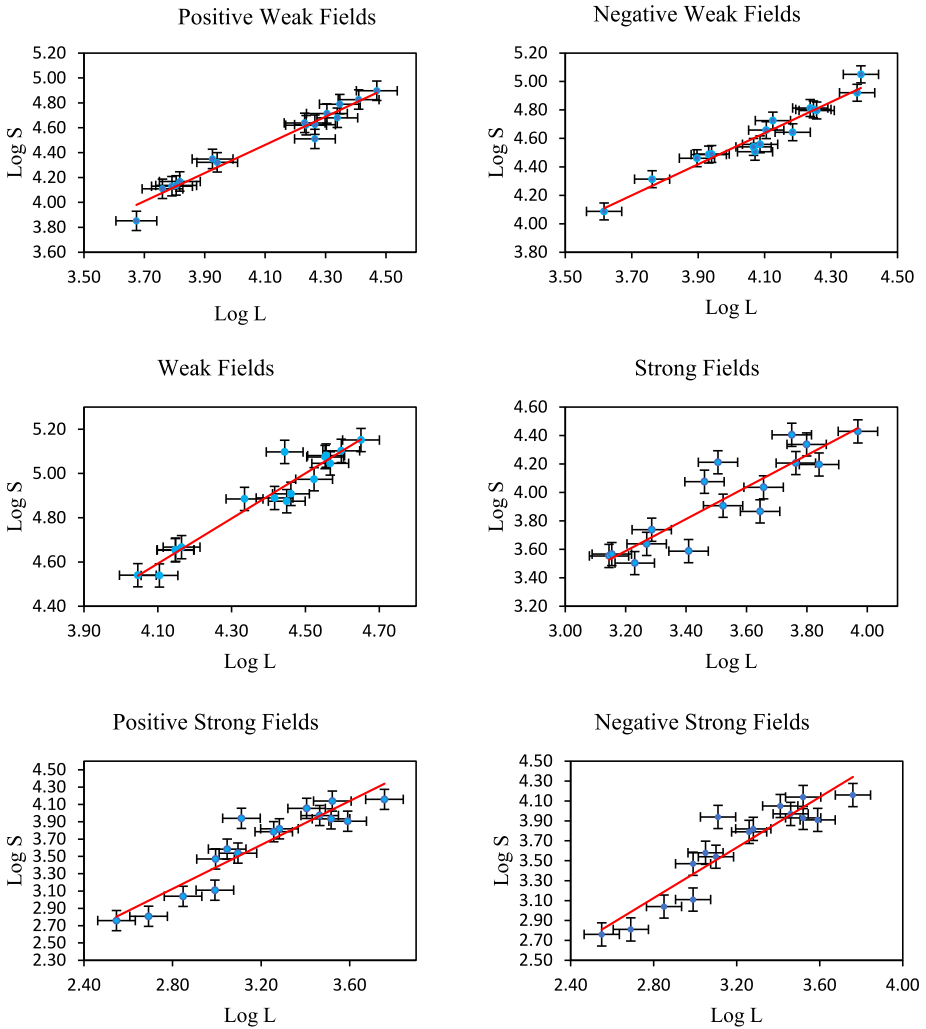 Positive Weak Fields
5.20
5.00
4.80
4.60
4.40
4.20
4.00
3.80
3.60
Log S
3.50 3.70 3.90 4.10 4.30 4.50
Log L
Negative Weak Fields
5.20
5.00
4.80
4.60
4.40
4.20
4.00
3.80
Log S
3.50 3.70 3.90 4.10 4.30 4.50
Log L
Weak Fields
5.20
5.00
4.80
4.60
4.40
Log S
3.90 4.10 4.30 4.50 4.70
Log L
Strong Fields
4.60
4.40
4.20
4.00
3.80
3.60
3.40
3.20
Log S
3.00 3.20 3.40 3.60 3.80 4.00
Log L
Positive Strong Fields
4.50
4.30
4.10
3.90
3.70
3.50
3.30
3.10
2.90
2.70
2.50
2.30
Log S
2.40 2.80 3.20 3.60
Log L
Negative Strong Fields
4.50
4.30
4.10
3.90
3.70
3.50
3.30
3.10
2.90
2.70
2.50
Log S
2.40 2.80 3.20 3.60 4.00
Log L